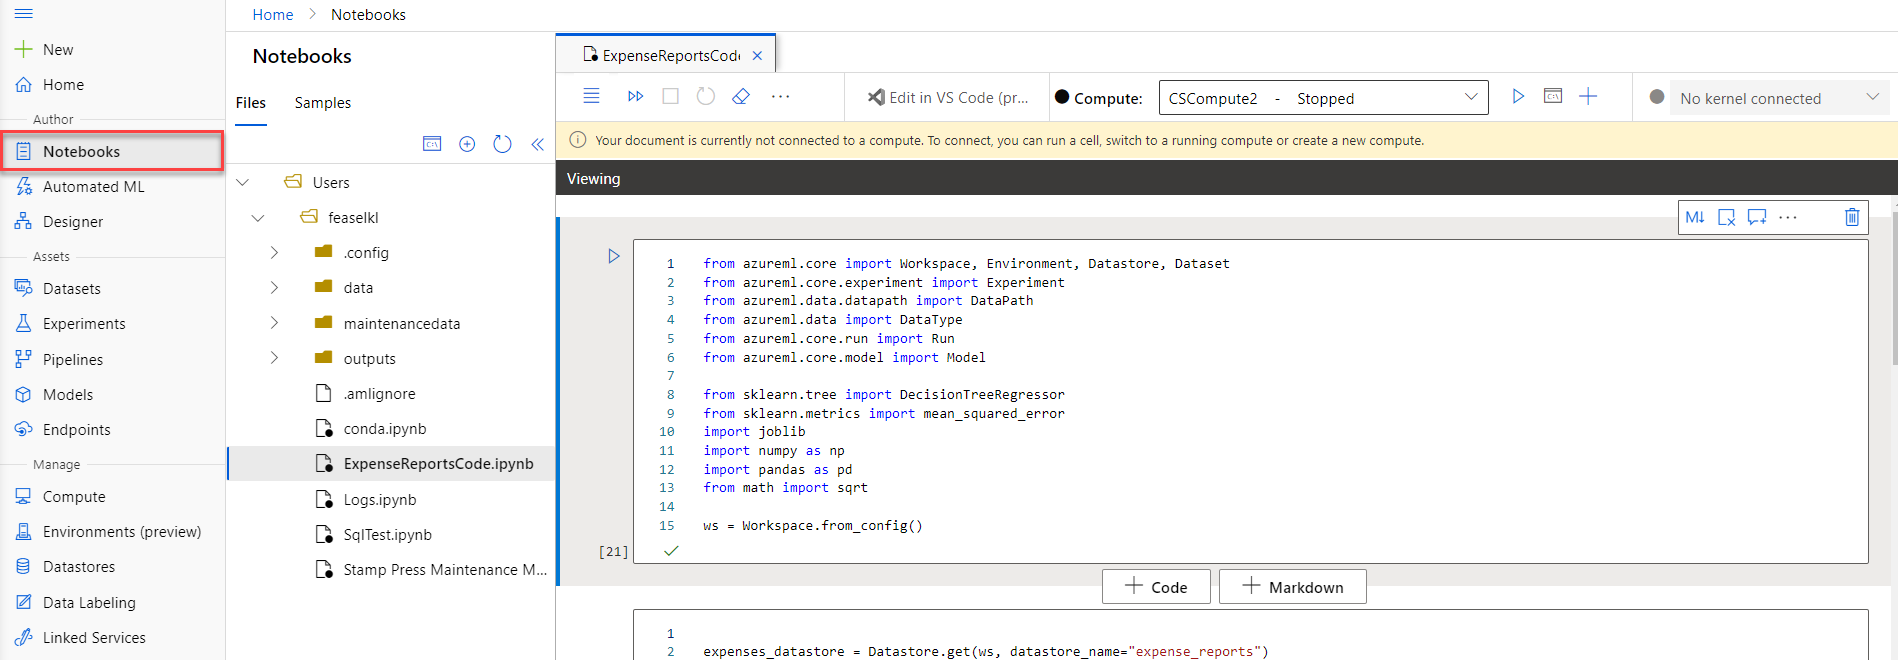 Home > Notebooks
New
Home
Author
Notebooks
Automated ML
Designer
Assets
Datasets
Experiments
Pipelines
Models
Endpoints
Manage
Compute
Environments (preview)
Datastores
Data Labeling
Linked Services
Notebooks
Files Samples
Users
feaselkl
.config
data
maintenancedata
outputs
.amlignore
conda.ipynb
ExpenseReportsCode.ipynb
Logs.ipynb
SqlTest.ipynb
Stamp Press Maintenance M...
ExpenseReportsCode
Edit in VS Code (pr... Compute: CSCompute2 - Stopped No kernel connected
Your document is currently not connected to a compute. To connect, you can run a cell, switch to a running compute or create a new compute.
Viewing
M↓ ...
1 from azureml.core import Workspace, Environment, Datastore, Dataset
2 from azureml.core.experiment import Experiment
3 from azureml.data.datapath import DataPath
4 from azureml.data import DataType
5 from azureml.core.run import Run
6 from azureml.core.model import Model
7
8 from sklearn.tree import DecisionTreeRegressor
9 from sklearn.metrics import mean_squared_error
10 import joblib
11 import numpy as np
12 import pandas as pd
13 from math import sqrt
14
15 ws = Workspace.from_config()
[21]
+ Code + Markdown
1
2 expenses_datastore = Datastore.get(ws, datastore_name="expense_reports")